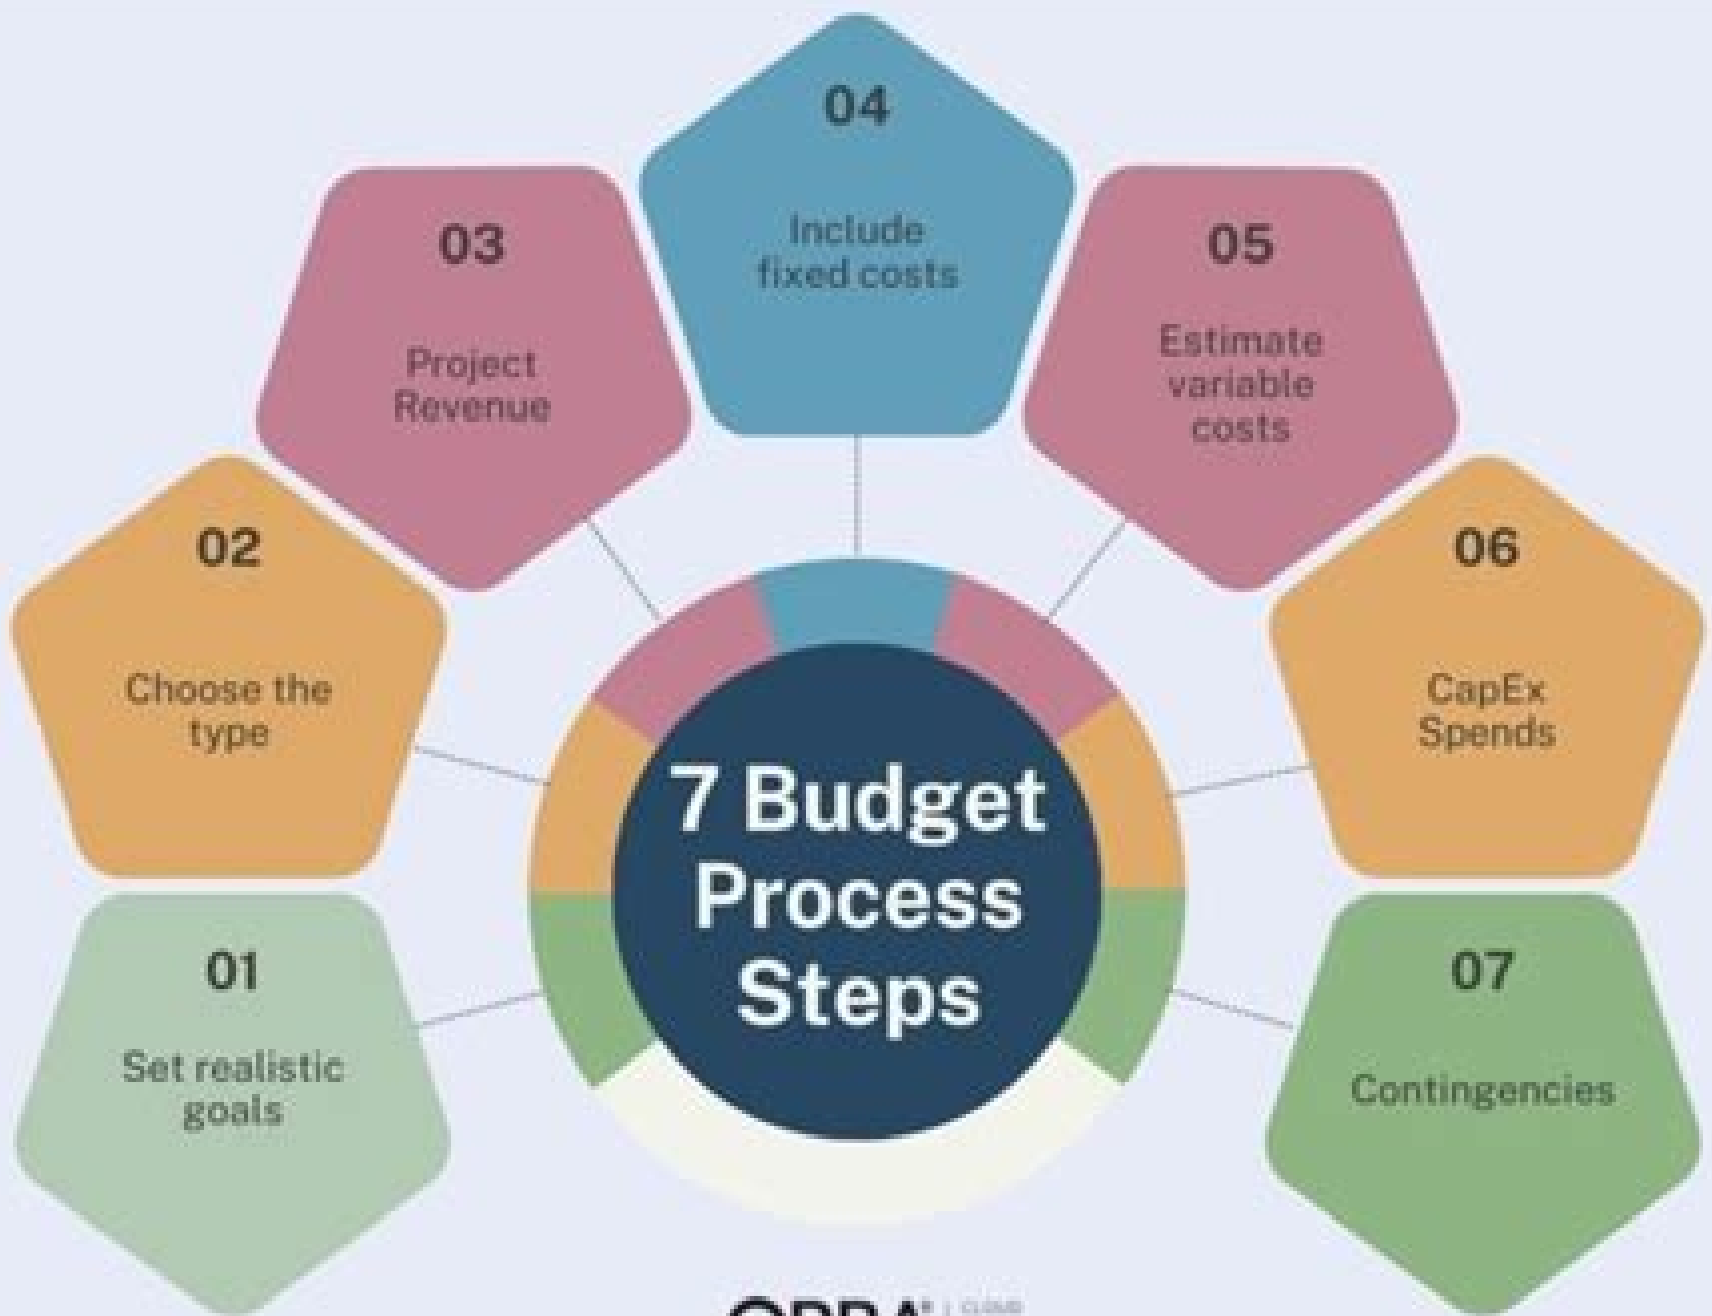 04
Include
fixed costs
03
Project
Revenue
05
Estimate
variable
costs
02
Choose the
type
06
CapEx
Spends
7 Budget
Process
Steps
01
Set realistic
goals
07
Contingencies
CLOUD